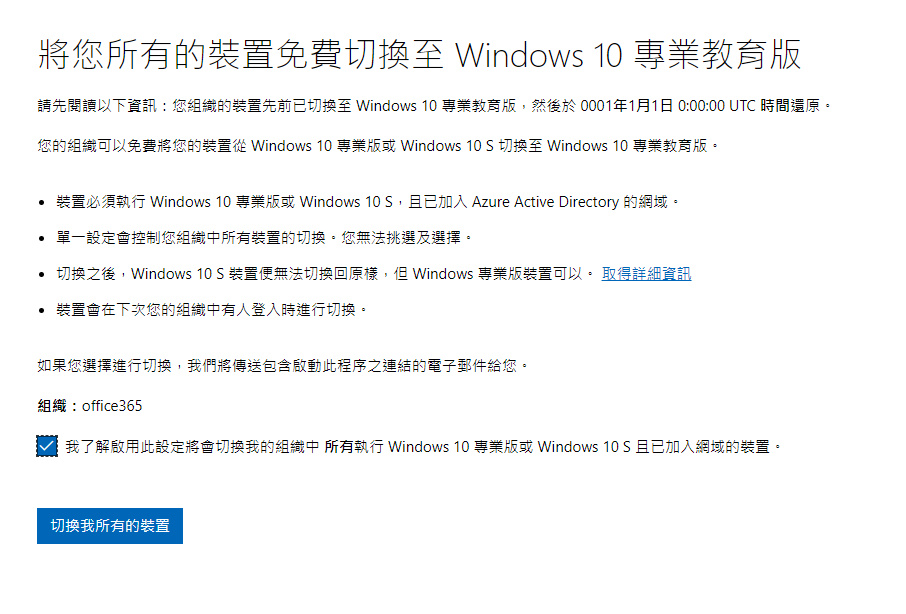 將您所有的裝置免費切換至 Windows 10 專業教育版
請先閱讀以下資訊：您組織的裝置先前已切換至 Windows 10 專業教育版，然後於 0001年1月1日 0:00:00 UTC 時間還原。
您的組織可以免費將您的裝置從 Windows 10 專業版或 Windows 10 S 切換至 Windows 10 專業教育版。
• 裝置必須執行 Windows 10 專業版或 Windows 10 S，且已加入 Azure Active Directory 的網域。
• 單一設定會控制您組織中所有裝置的切換。您無法挑選及選擇。
• 切換之後，Windows 10 S 裝置便無法切換回原樣，但 Windows 專業版裝置可以。 取得詳細資訊
• 裝置會在下次您的組織中有人登入時進行切換。
如果您選擇進行切換，我們將傳送包含啟動此程序之連結的電子郵件給您。
組織：office365
我了解啟用此設定將會切換我的組織中 所有執行 Windows 10 專業版或 Windows 10 S 且已加入網域的裝置。
切換我所有的裝置